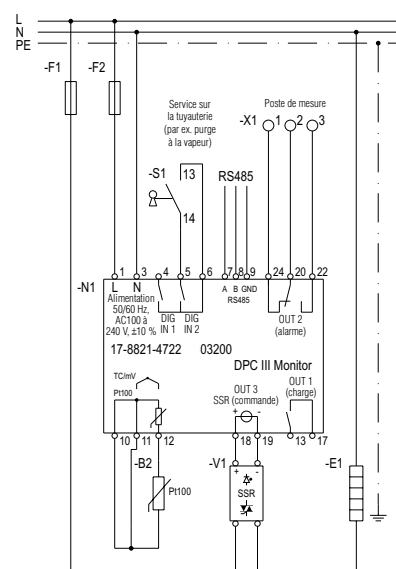 L
N
PE
-F1
-F2
Service sur
la tuyauterie
(par ex. purge
à la vapeur)
Poste de mesure
-X1 1 2 3
-S1 13
14
RS485
-N1
1 3 4 5 6 7 8 9 24 20 22
L N
Alimentation
50/60 Hz,
AC100 à
240 V, ±10 %
DIG
IN 1
DIG
IN 2
A B GND
RS485
OUT 2
(alarme)
17-8821-4722 03200
DPC III Monitor
TC/mV
Pt100
OUT 3
SSR (commande)
+ -
OUT 1
(charge)
10 11 12 18 19 13 17
-B2
Pt100
-V1
+ -
SSR
-E1